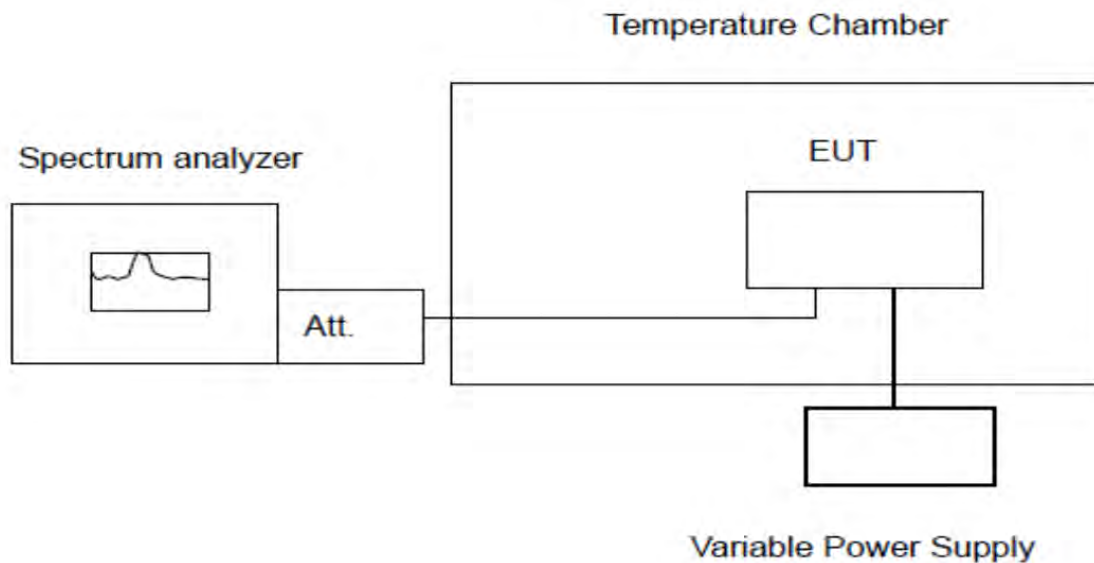 Temperature Chamber
Spectrum analyzer
EUT
Att.
Variable Power Supply